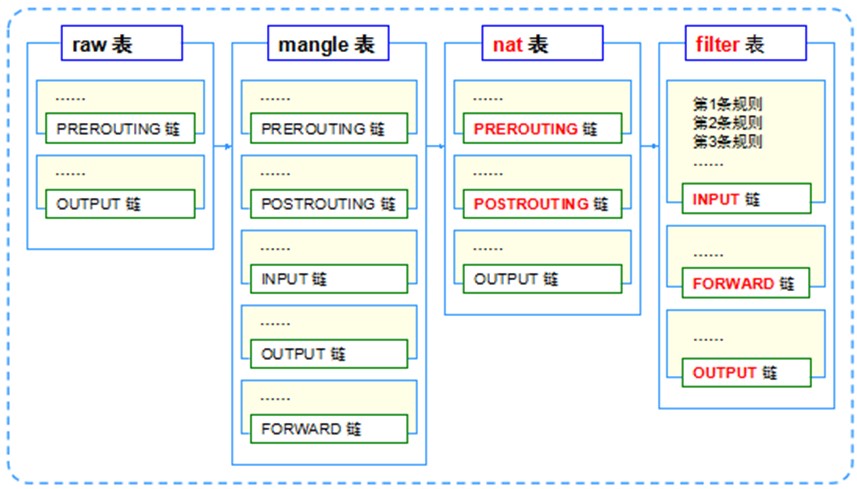 raw 表
......
PREROUTING 链
......
OUTPUT 链
mangle 表
......
PREROUTING 链
......
POSTROUTING 链
......
INPUT 链
......
OUTPUT 链
......
FORWARD 链
nat 表
......
PREROUTING 链
......
POSTROUTING 链
......
OUTPUT 链
filter 表
第1条规则
第2条规则
第3条规则
......
INPUT 链
......
FORWARD 链
......
OUTPUT 链